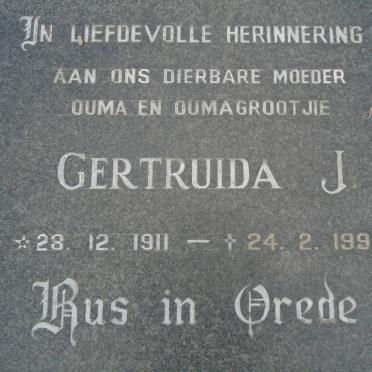 In LIEFDEVOLLE HERINNERING
AAN ONS DIERBARE MOEDER
OUMA EN OUMAGROOTJIE
GERTRUIDA J.
☆ 28. 12. 1911 — † 24. 2. 199
Rus in Vrede